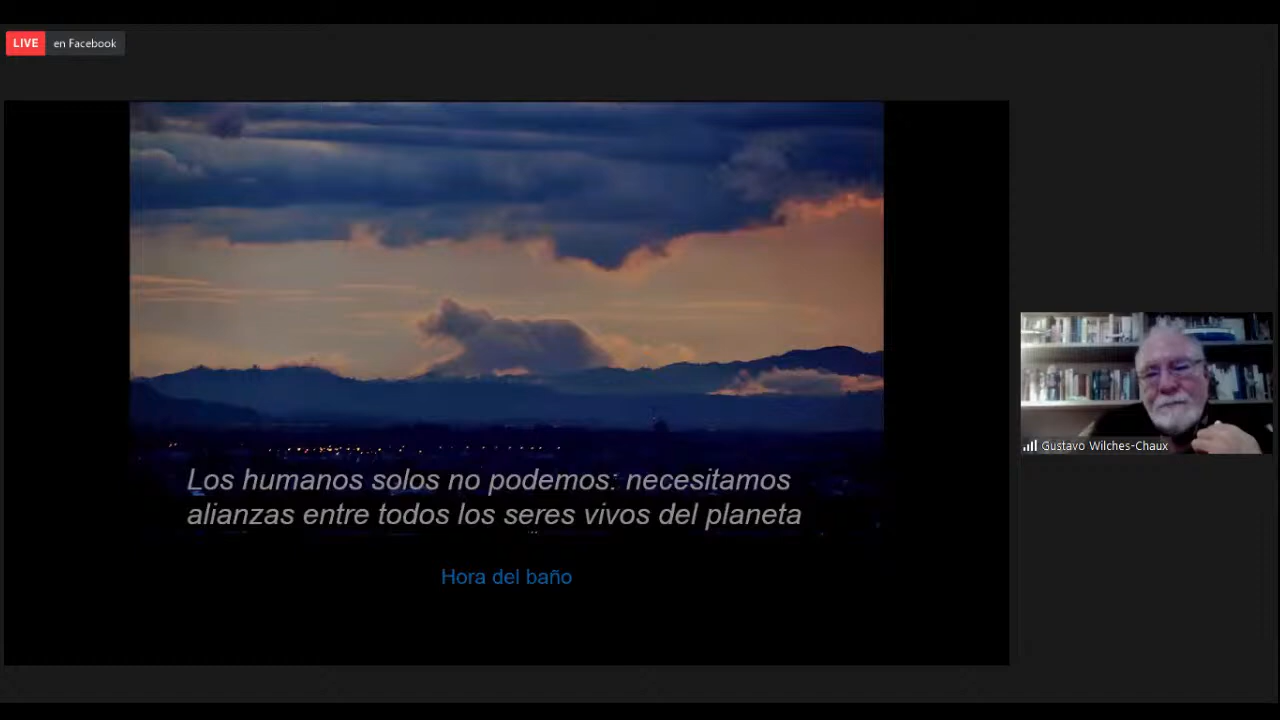 LIVE en Facebook
Los humanos solos no podemos: necesitamos
alianzas entre todos los seres vivos del planeta
Hora del baño
Gustavo Wilches-Chaux